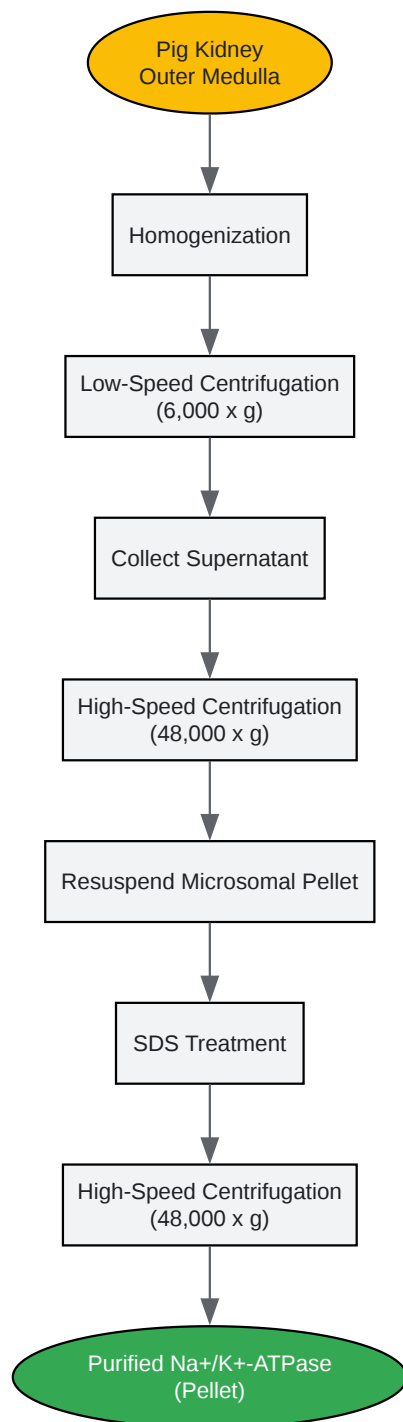 Pig Kidney
Outer Medulla
Homogenization
Low-Speed Centrifugation
(6,000 x g)
Collect Supernatant
High-Speed Centrifugation
(48,000 x g)
Resuspend Microsomal Pellet
SDS Treatment
High-Speed Centrifugation
(48,000 x g)
Purified Na+/K+-ATPase
(Pellet)